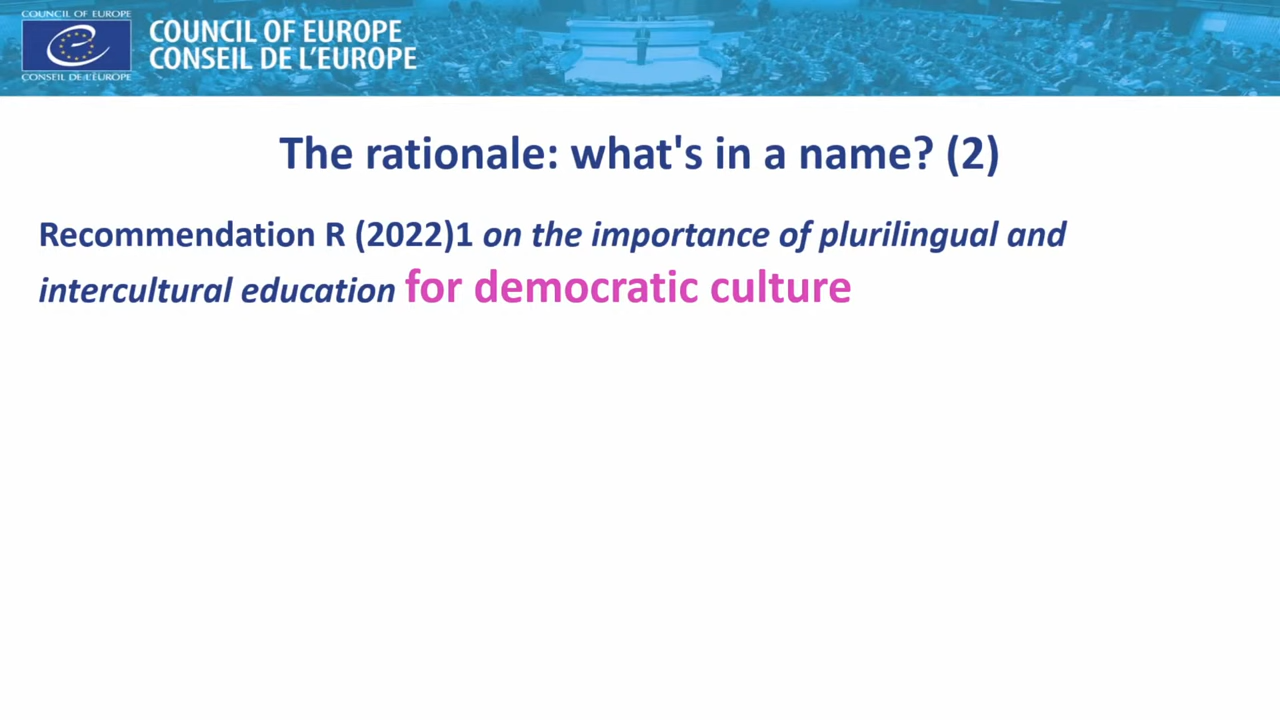 COUNCIL OF EUROPE
CONSEIL DE L'EUROPE
COUNCIL OF EUROPE
CONSEIL DE L'EUROPE
The rationale: what's in a name? (2)
Recommendation R (2022)1 on the importance of plurilingual and
intercultural education for democratic culture